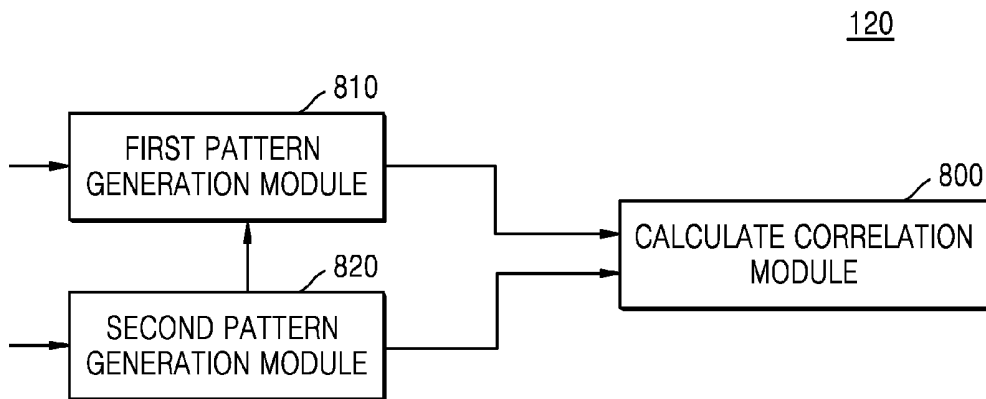 120
810
FIRST PATTERN
GENERATION MODULE
800
CALCULATE CORRELATION
MODULE
820
SECOND PATTERN
GENERATION MODULE